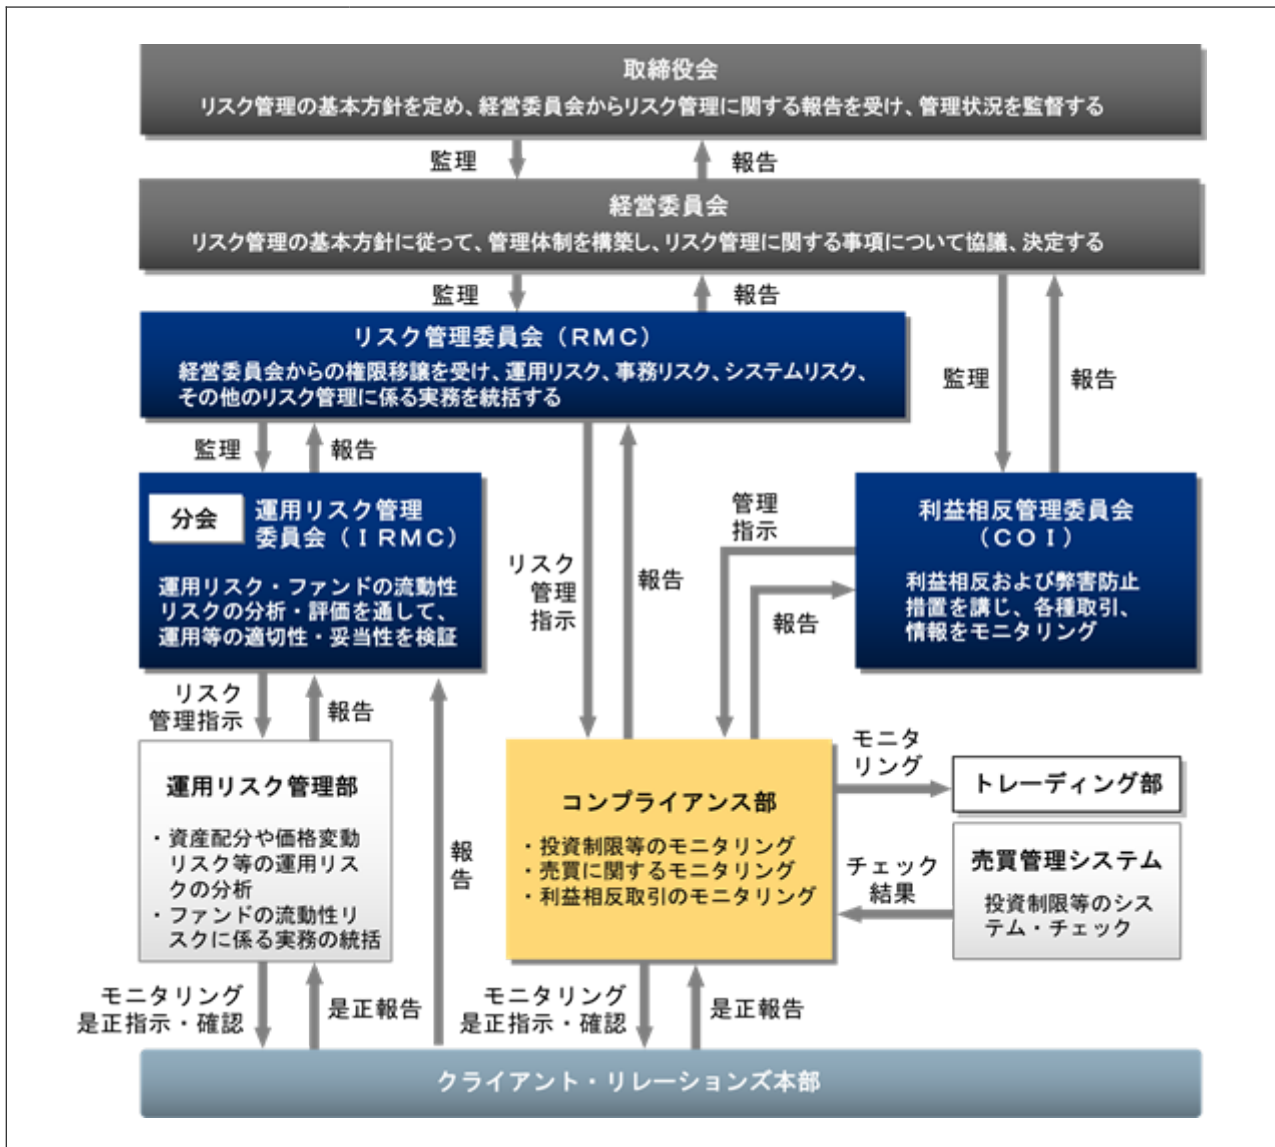 取締役会
リスク管理の基本方針を定め、経営委員会からリスク管理に関する報告を受け、管理状況を監督する
監理
報告
経営委員会
リスク管理の基本方針に従って、管理体制を構築し、リスク管理に関する事項について協議、決定する
監理
報告
リスク管理委員会（ＲＭＣ）
経営委員会からの権限移譲を受け、運用リスク、事務リスク、システムリスク、
その他のリスク管理に係る実務を統括する
監理
報告
監理
報告
分会
運用リスク管理
委員会（ＩＲＭＣ）
運用リスク・ファンドの流動性
リスクの分析・評価を通して、
運用等の適切性・妥当性を検証
リスク
管理
指示
報告
管理
指示
報告
利益相反管理委員会
（ＣＯＩ）
利益相反および弊害防止
措置を講じ、各種取引、
情報をモニタリング
リスク
管理指示
報告
運用リスク管理部
・資産配分や価格変動
リスク等の運用リス
クの分析
・ファンドの流動性リ
スクに係る実務の統括
報
告
コンプライアンス部
・投資制限等のモニタリング
・売買に関するモニタリング
・利益相反取引のモニタリング
モニタ
リング
トレーディング部
チェック
結果
売買管理システム
投資制限等のシス
テム・チェック
モニタリング
是正指示・確認
是正報告
モニタリング
是正指示・確認
是正報告
クライアント・リレーションズ本部